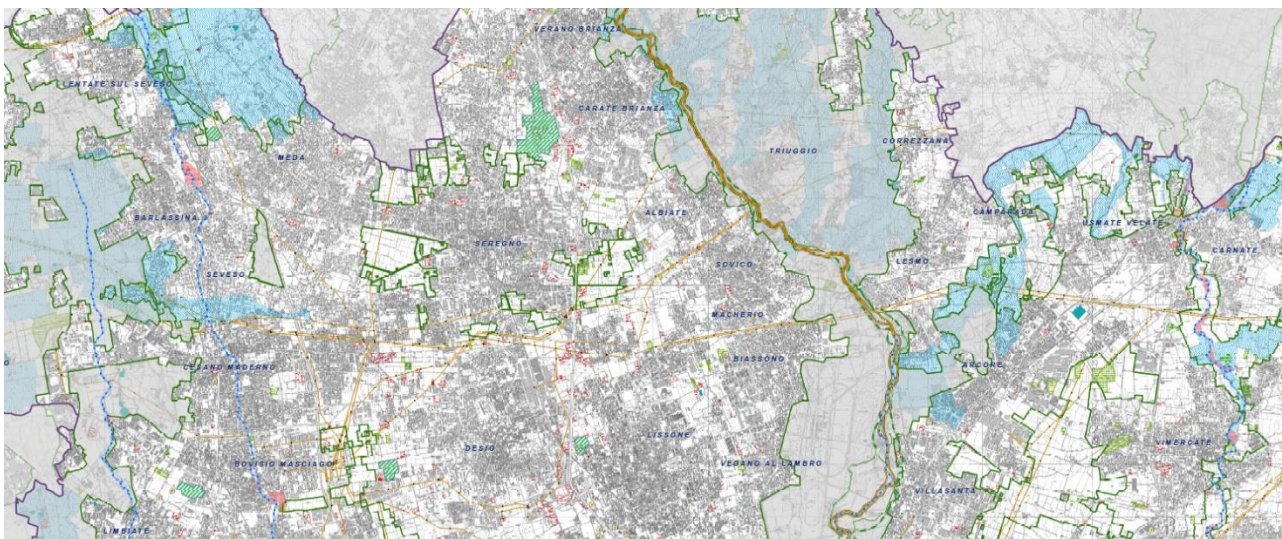 VERANO BRIANZA
LENTATE SUL SEVESO
CARATE BRIANZA
CORREZZANA
TRIUGGIO
MEDA
BARLASSINA
ALBIATE
CAMPARADA
USMATE VELATE
SEREGNO
CARNATE
SEVESO
SOVICO
LESMO
MACHERIO
BIASSONO
CESANO MADERNO
ARCORE
LISSONE
VIMERCATE
DESIO
BOVISIO MASCIAGO
VEDANO AL LAMBRO
VILLASANTA
LIMBIATE